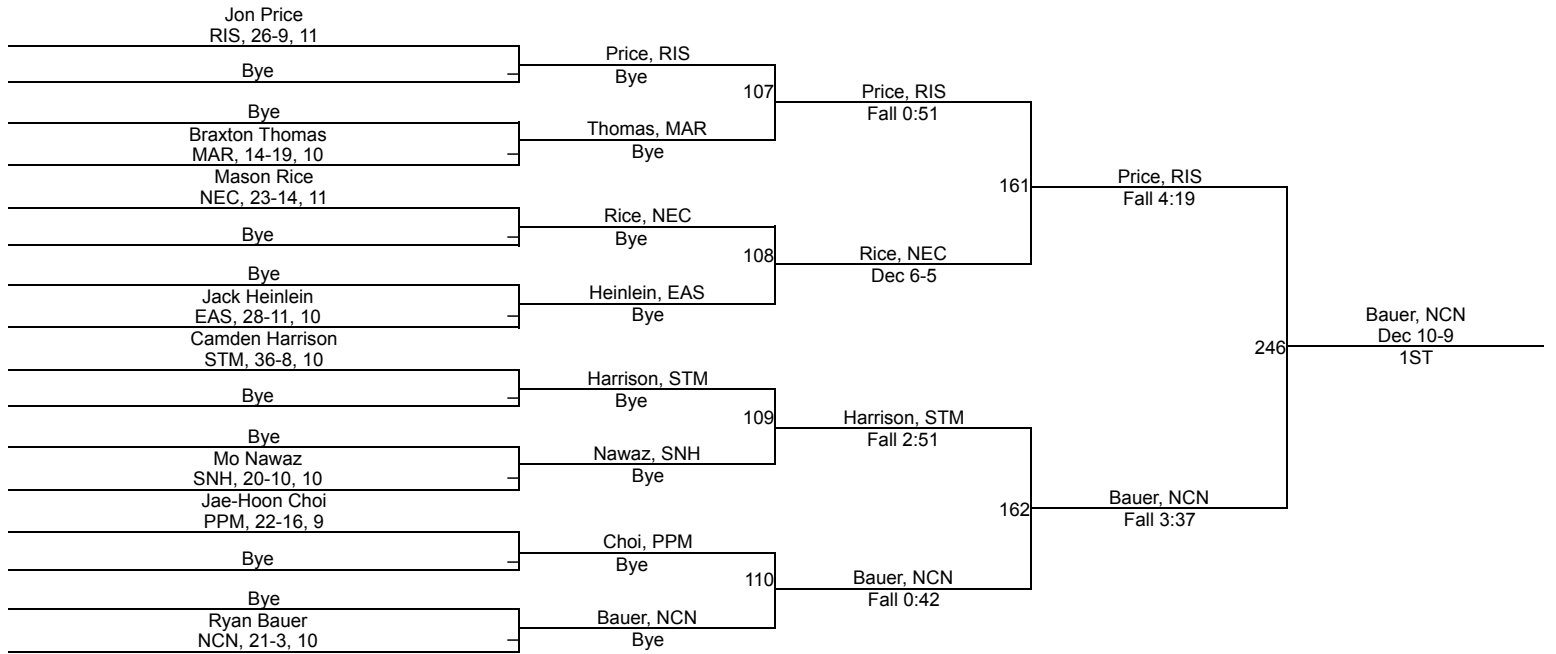 Jon Price
RIS, 26-9, 11
Bye
Bye
Braxton Thomas
MAR, 14-19, 10
Mason Rice
NEC, 23-14, 11
Bye
Bye
Jack Heinlein
EAS, 28-11, 10
Camden Harrison
STM, 36-8, 10
Bye
Bye
Mo Nawaz
SNH, 20-10, 10
Jae-Hoon Choi
PPM, 22-16, 9
Bye
Bye
Ryan Bauer
NCN, 21-3, 10
Price, RIS
Bye
107
Thomas, MAR
Bye
Rice, NEC
Bye
108
Heinlein, EAS
Bye
Harrison, STM
Bye
109
Nawaz, SNH
Bye
Choi, PPM
Bye
110
Bauer, NCN
Bye
Price, RIS
Fall 0:51
161
Rice, NEC
Dec 6-5
Harrison, STM
Fall 2:51
162
Bauer, NCN
Fall 0:42
Price, RIS
Fall 4:19
246
Bauer, NCN
Fall 3:37
Bauer, NCN
Dec 10-9
1ST